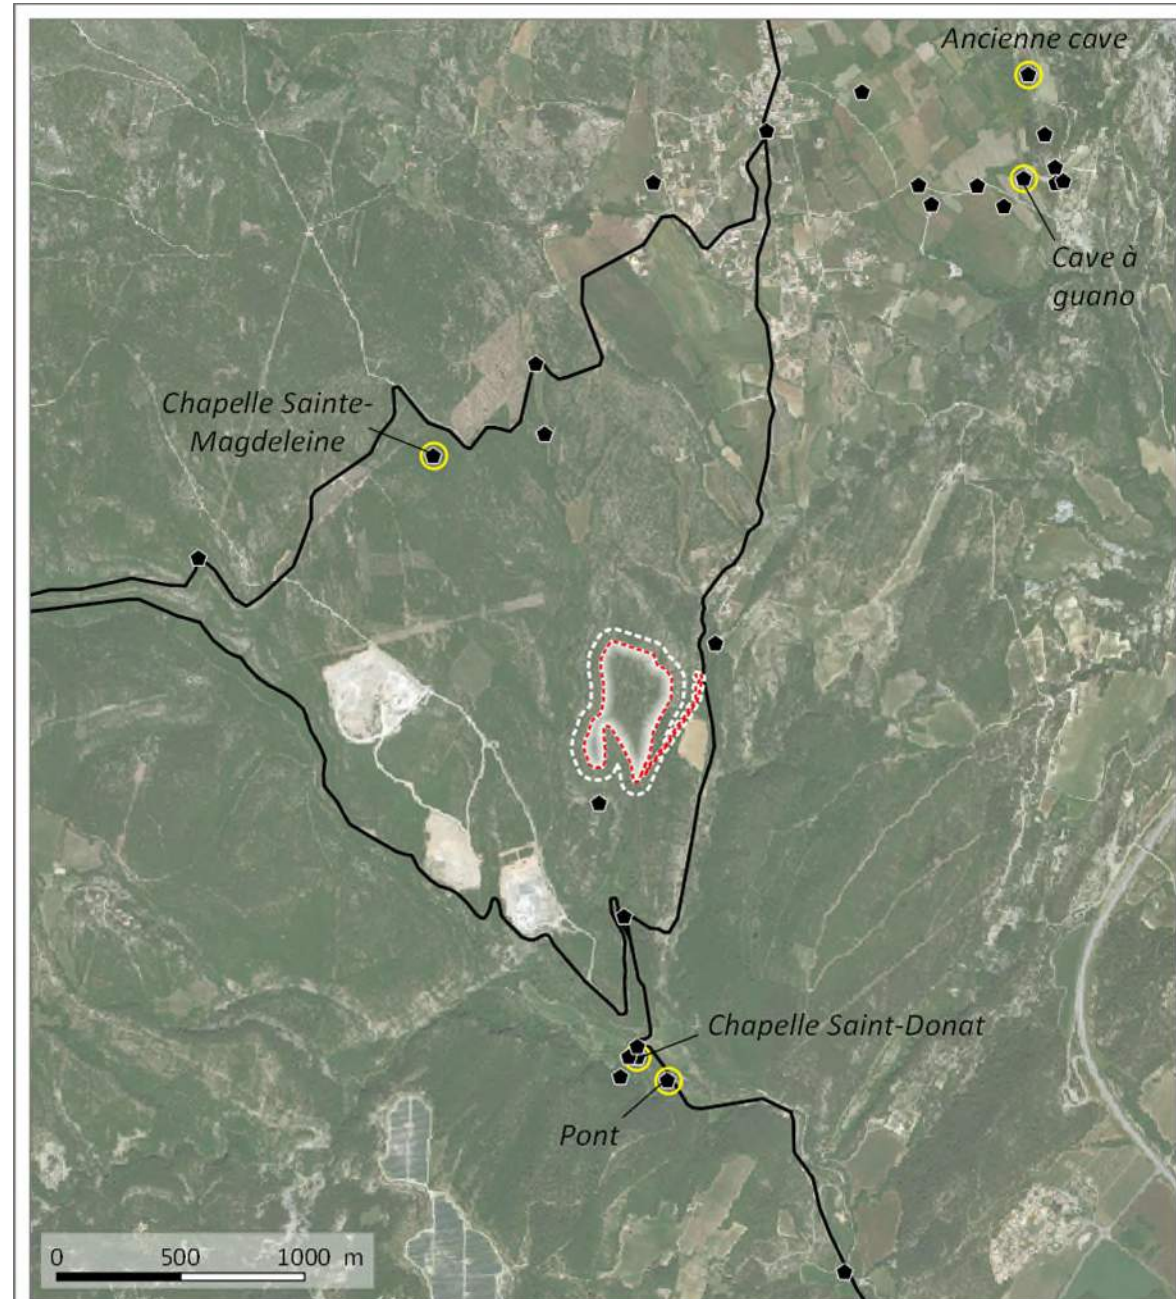 Ancienne cave
Cave à
guano
Chapelle Sainte-
Magdeleine
Chapelle Saint-Donat
Pont
0 500 1000 m